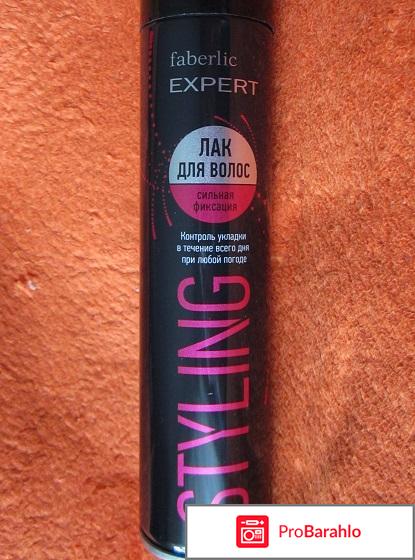 faberlic
EXPERT
ЛАК
ДЛЯ ВОЛОС
сильная
фиксация
Контроль укладки
в течение всего дня
при любой погоде
STYLING
ProBarahlo